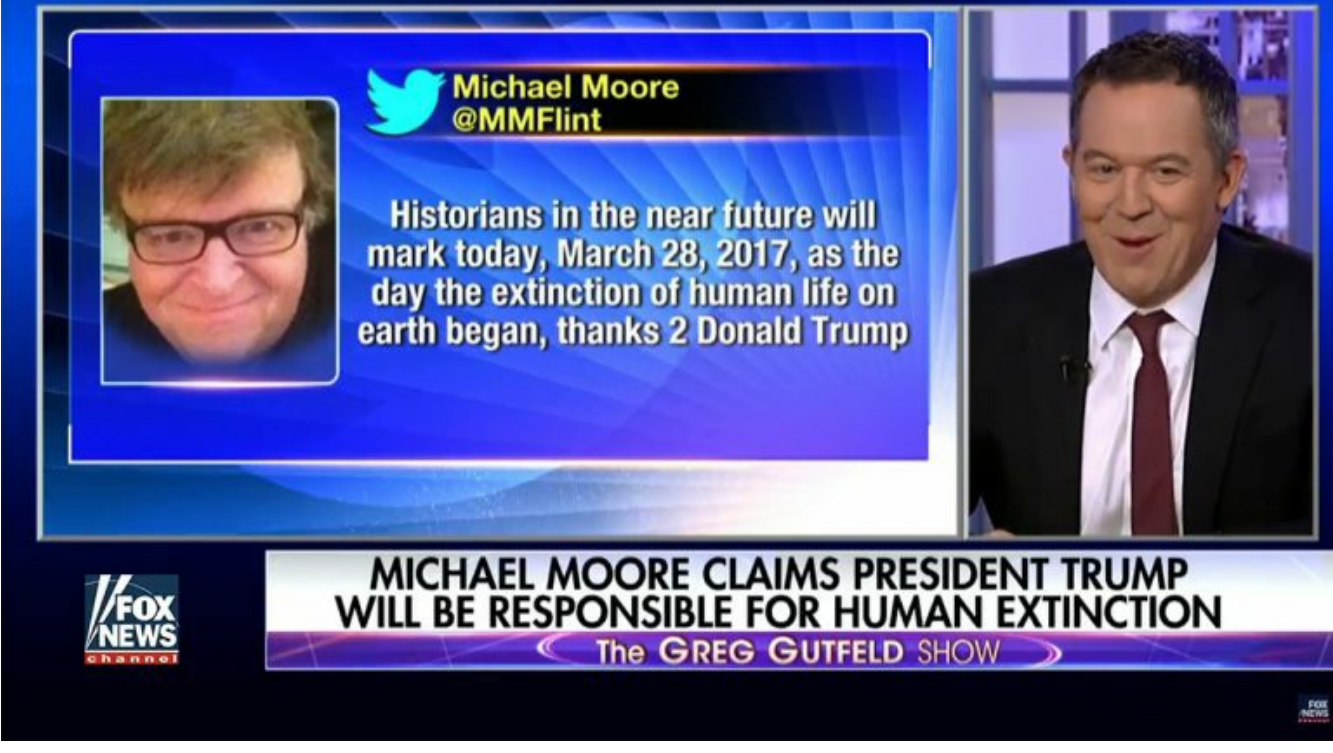 Michael Moore
@MMFlint
Historians in the near future will
mark today, March 28, 2017, as the
day the extinction of human life on
earth began, thanks 2 Donald Trump
MICHAEL MOORE CLAIMS PRESIDENT TRUMP
WILL BE RESPONSIBLE FOR HUMAN EXTINCTION
The GREG GUTFELD SHOW
FOX
NEWS
channel
FOX
NEWS